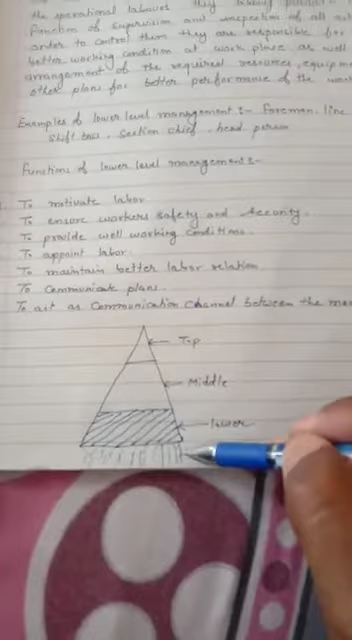 the operational labours they
function of supervision and inspection of all
order to control them they are responsible for
better working condition at work place as well
arrangement of the required resources, equipm
other plans for better performance of the
Examples of lower level management :- Foreman, line
Shift boss, Section chief, head person
Functions of lower level management :-
To motivate labor
To ensure workers safety and security.
To provide well working conditions.
To appoint labor.
To maintain better labor relation
To communicate plans.
To act as Communication channel between the
Top
Middle
lower